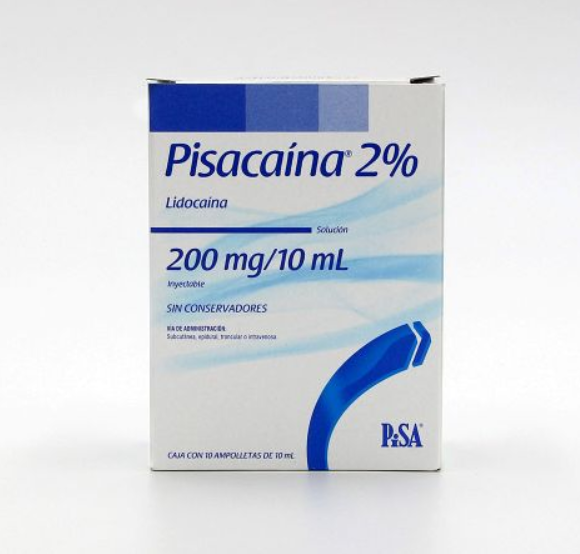 Pisacaína® 2%
Lidocaína
Solución
200 mg/10 mL
Inyectable
SIN CONSERVADORES
VÍA DE ADMINISTRACIÓN:
Subcutánea, epidural, troncular o intravenosa
PiSA®
CAJA CON 10 AMPOLLETAS DE 10 mL